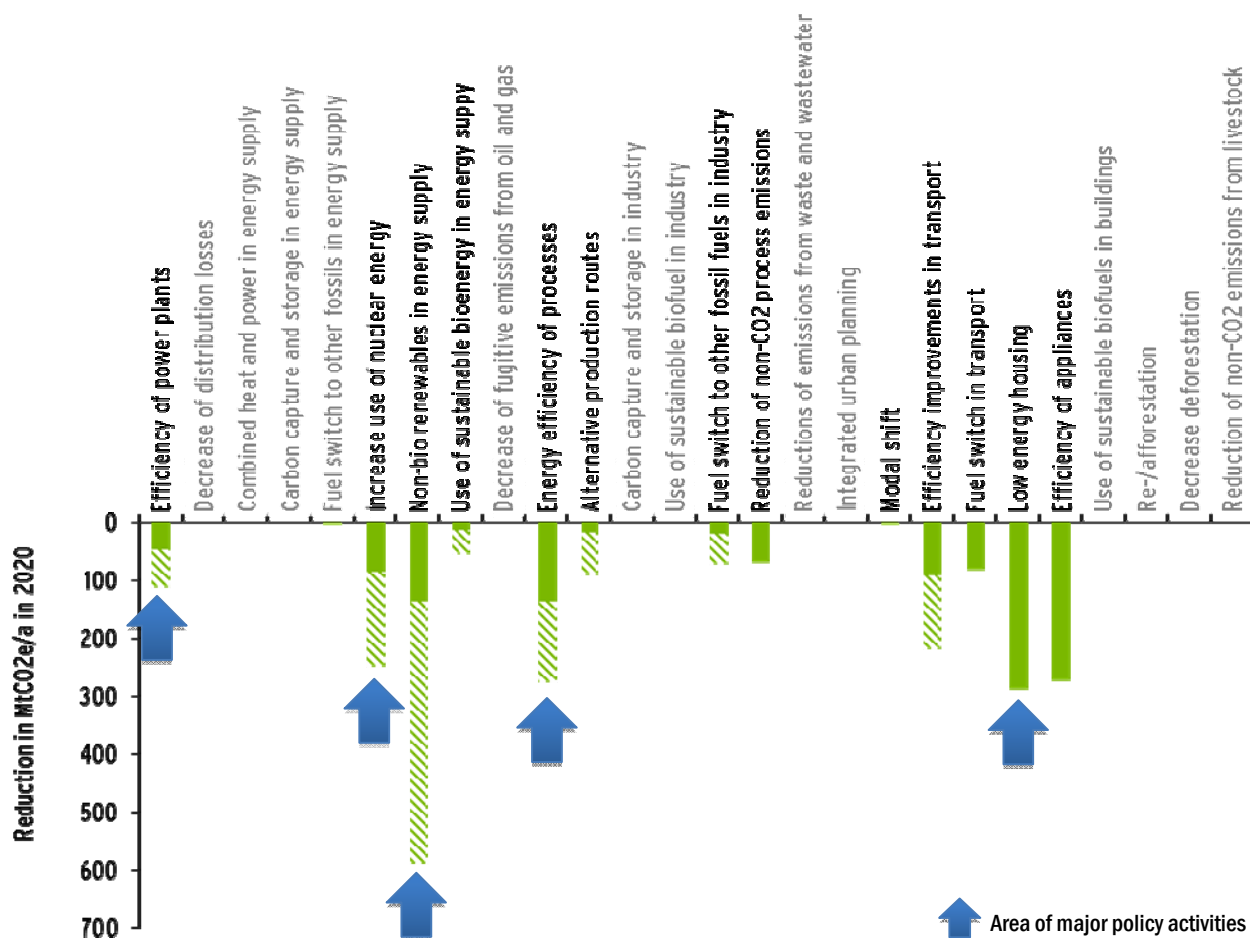 Efficiency of power plants
Decrease of distribution losses
Combined heat and power in energy supply
Carbon capture and storage in energy supply
Fuel switch to other fossils in energy supply
Increase use of nuclear energy
Non-bio renewables in energy supply
Use of sustainable bioenergy in energy suppy
Decrease of fugitive emissions from oil and gas
Energy efficiency of processes
Alternative production routes
Carbon capture and storage in industry
Use of sustainable biofuel in industry
Fuel switch to other fossil fuels in industry
Reduction of non-CO2 process emissions
Reductions of emissions from waste and wastewater
Integrated urban planning
Modal shift
Efficiency improvements in transport
Fuel switch in transport
Low energy housing
Efficiency of appliances
Use of sustainable biofuels in buildings
Re-/afforestation
Decrease deforestation
Reduction of non-CO2 emissions from livestock
Reduction in MtCO2e/a in 2020
0
100
200
300
400
500
600
700
Area of major policy activities